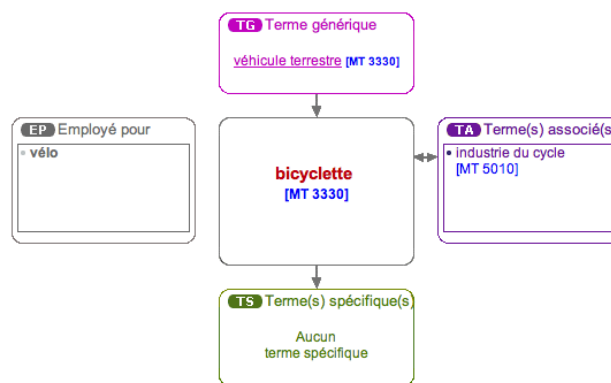 TG Terme générique
véhicule terrestre [MT 3330]
EP Employé pour
• vélo
bicyclette
[MT 3330]
TA Terme(s) associé(s
• industrie du cycle
[MT 5010]
TS Terme(s) spécifique(s)
Aucun
terme spécifique